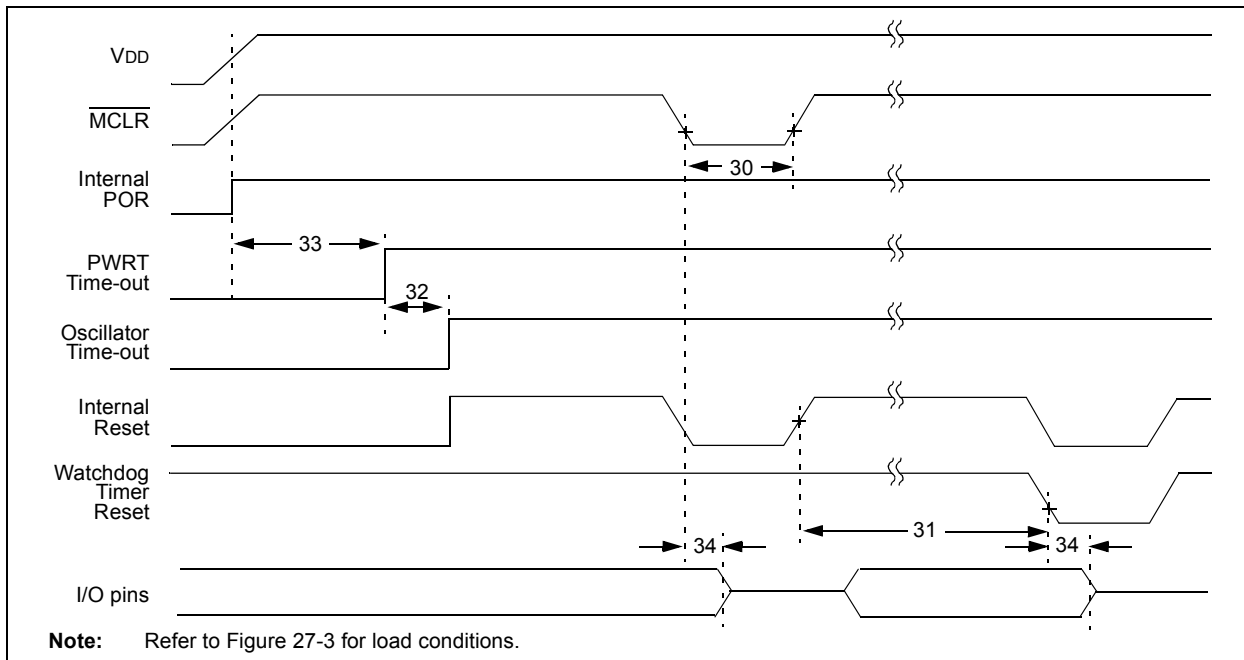 VDD
MCLR
30
Internal
POR
33
PWRT
Time-out
32
Oscillator
Time-out
Internal
Reset
Watchdog
Timer
Reset
31
34
34
I/O pins
Note: Refer to Figure 27-3 for load conditions.